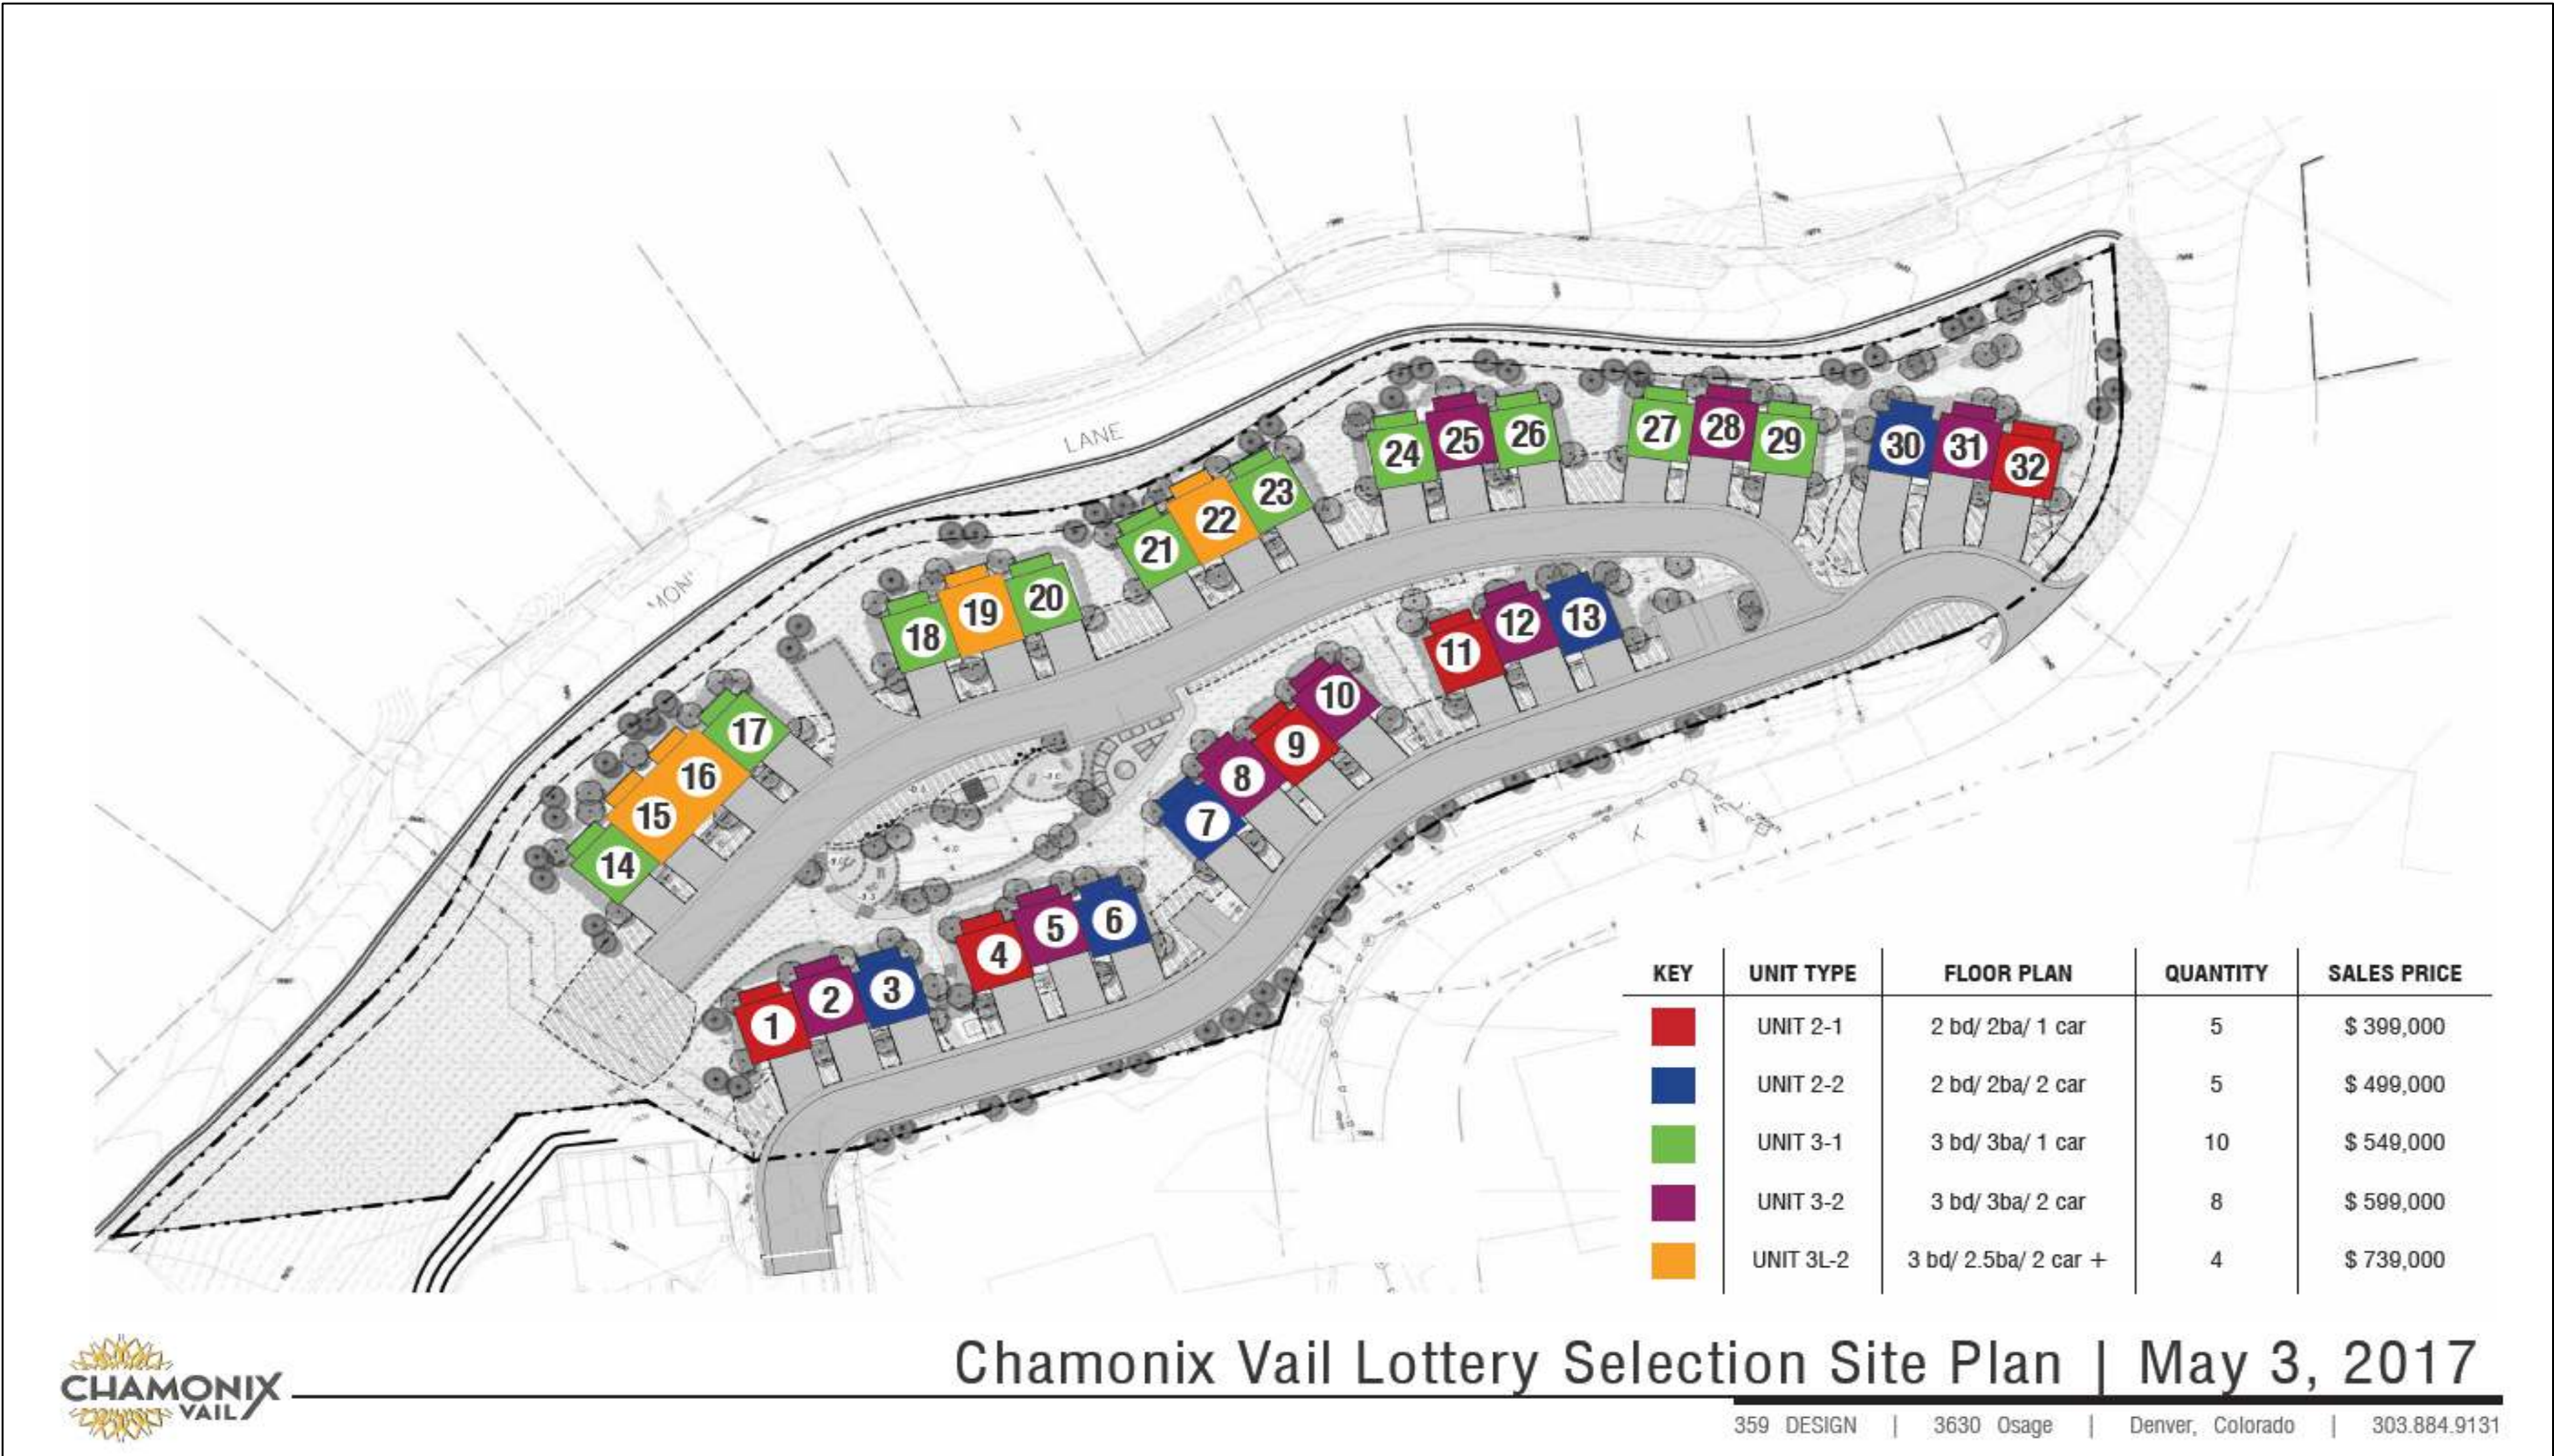 LANE
MON
24
25
26
27
28
29
30
31
32
21
22
23
18
19
20
11
12
13
17
16
15
14
10
9
8
7
4
5
6
1
2
3
KEY UNIT TYPE FLOOR PLAN QUANTITY SALES PRICE
UNIT 2-1 2 bd/ 2ba/ 1 car 5 $ 399,000
UNIT 2-2 2 bd/ 2ba/ 2 car 5 $ 499,000
UNIT 3-1 3 bd/ 3ba/ 1 car 10 $ 549,000
UNIT 3-2 3 bd/ 3ba/ 2 car 8 $ 599,000
UNIT 3L-2 3 bd/ 2.5ba/ 2 car + 4 $ 739,000
CHAMONIX
VAIL
Chamonix Vail Lottery Selection Site Plan | May 3, 2017
359 DESIGN | 3630 Osage | Denver, Colorado | 303.884.9131